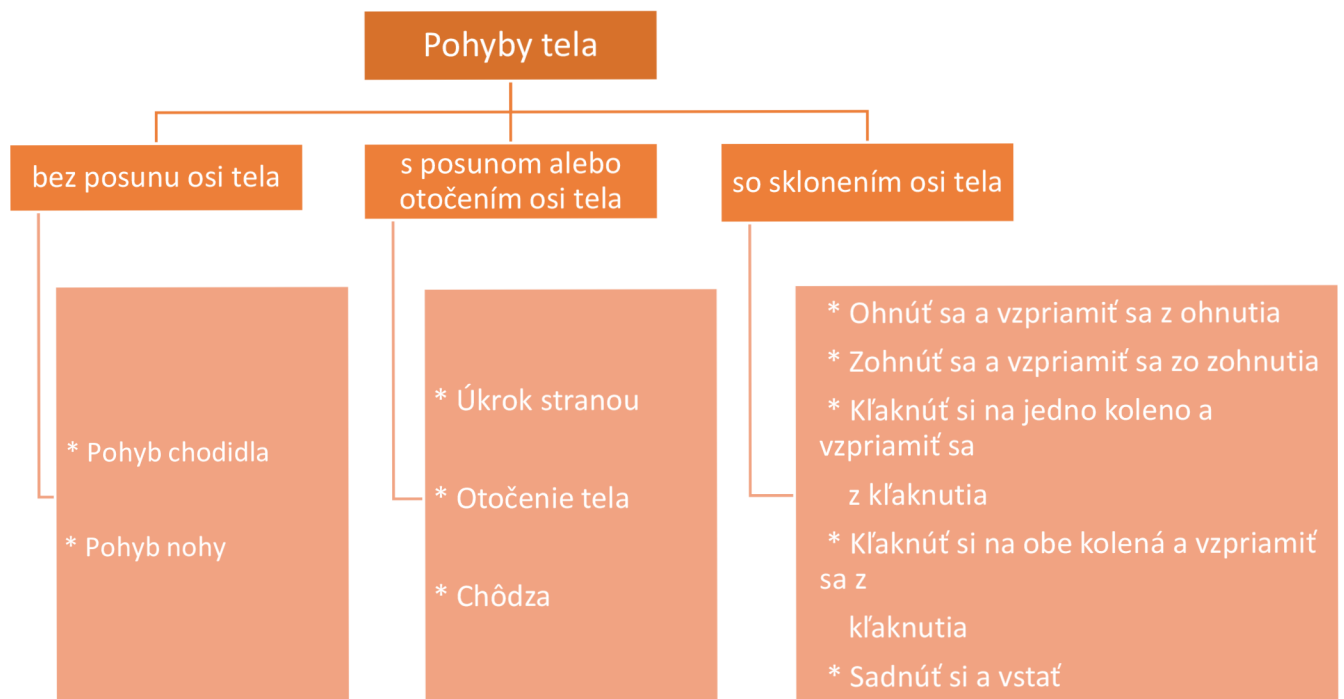 Pohyby tela
bez posunu osi tela
s posunom alebo
otočením osi tela
so sklonením osi tela
* Pohyb chodidla
* Pohyb nohy
* Úkrok stranou
* Otočenie tela
* Chôdza
* Ohnúť sa a vzpriamiť sa z ohnutia
* Zohnúť sa a vzpriamiť sa zo zohnutia
* Kľaknúť si na jedno koleno a
vzpriamiť sa
z kľaknutia
* Kľaknúť si na obe kolená a vzpriamiť
sa z
kľaknutia
* Sadnúť si a vstať